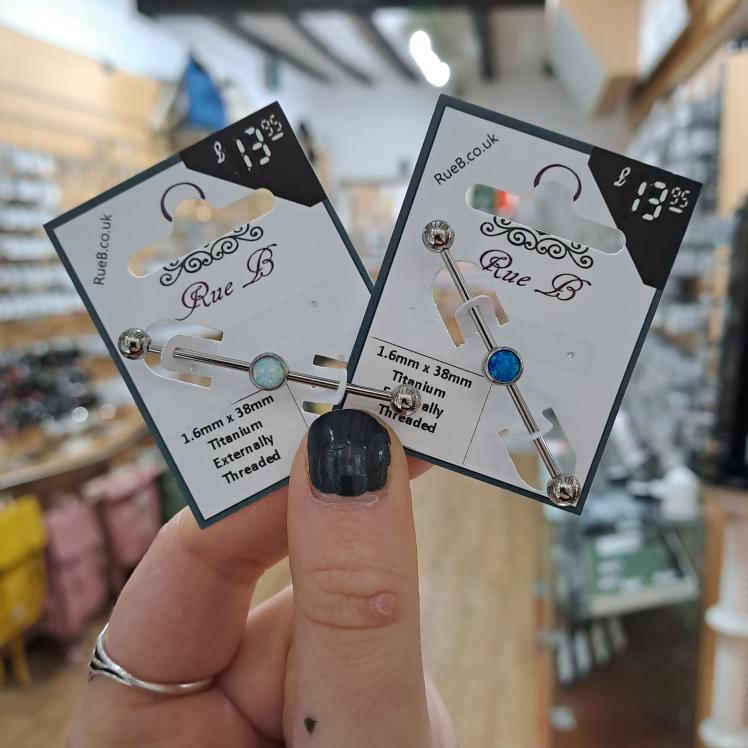 £13.95
RueB.co.uk
Rue B
1.6mm x 38mm
Titanium
Externally
Threaded
£13.95
RueB.co.uk
Rue B
1.6mm x 38mm
Titanium
Externally
Threaded